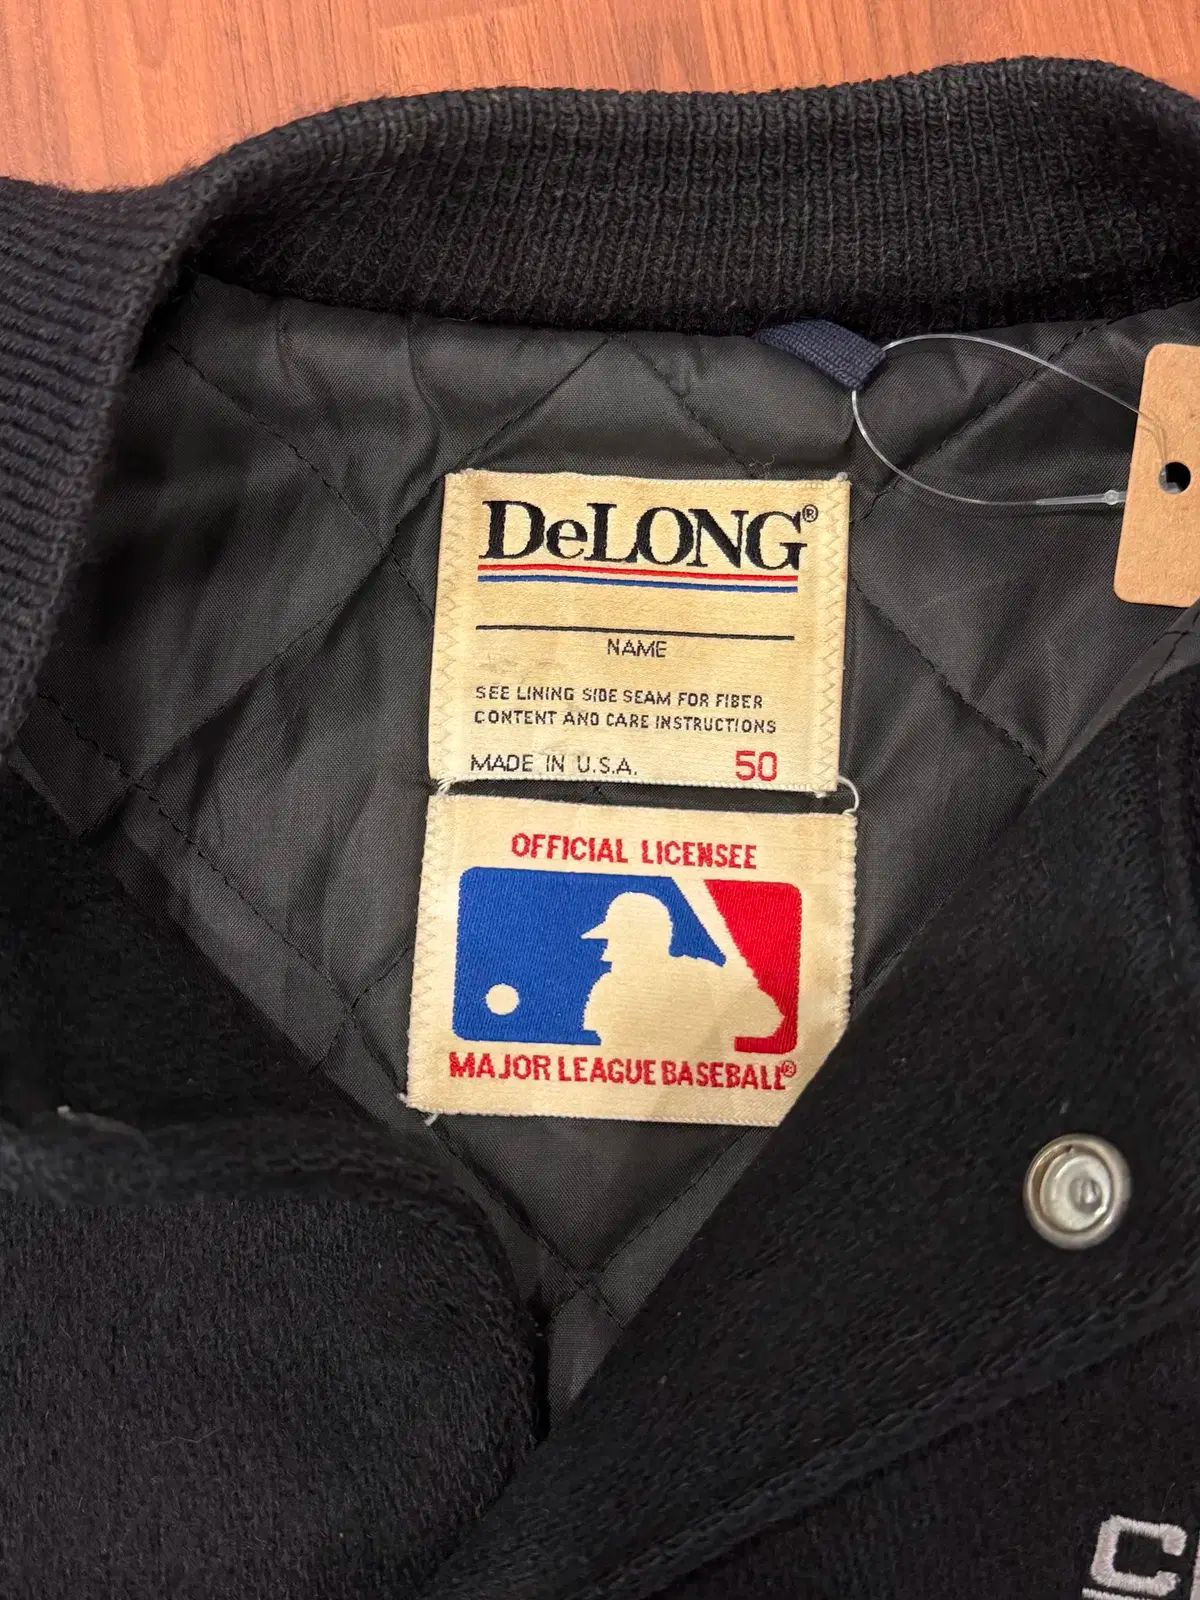 DeLONG®
NAME
SEE LINING SIDE SEAM FOR FIBER
CONTENT AND CARE INSTRUCTIONS
MADE IN U.S.A. 50
OFFICIAL LICENSEE
MAJOR LEAGUE BASEBALL®
C